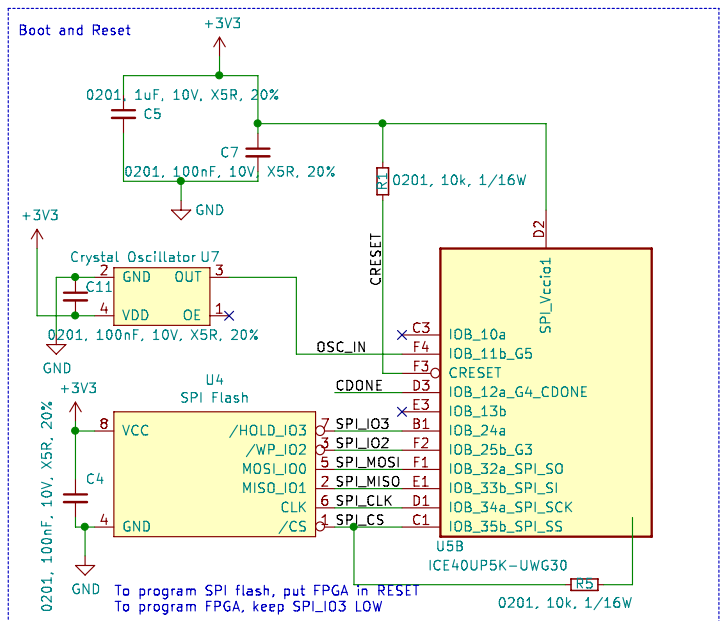 Boot and Reset
+3V3
0201, 1uF, 10V, X5R, 20%
C5
C7
0201, 100nF, 10V, X5R, 20%
GND
R1
0201, 10k, 1/16W
CRESET
D2
SPI_Vccio1
+3V3
Crystal Oscillator U7
2 GND OUT 3
C11
4 VDD OE 1
0201, 100nF, 10V, X5R, 20%
GND
OSC_IN
C3 IOB_10a
F4 IOB_11b_G5
F3 CRESET
CDONE D3 IOB_12a_G4_CDONE
E3 IOB_13b
+3V3
U4
SPI Flash
0201, 100nF, 10V, X5R, 20%
C4
8 VCC
/HOLD_IO3 7 SPI_IO3 B1 IOB_24a
/WP_IO2 3 SPI_IO2 F2 IOB_25b_G3
MOSI_IO0 5 SPI_MOSI F1 IOB_32a_SPI_SO
MISO_IO1 2 SPI_MISO E1 IOB_33b_SPI_SI
CLK 6 SPI_CLK D1 IOB_34a_SPI_SCK
4 GND /CS 1 SPI_CS C1 IOB_35b_SPI_SS
U5B
ICE40UP5K-UWG30
GND
R5
0201, 10k, 1/16W
To program SPI flash, put FPGA in RESET
To program FPGA, keep SPI_IO3 LOW